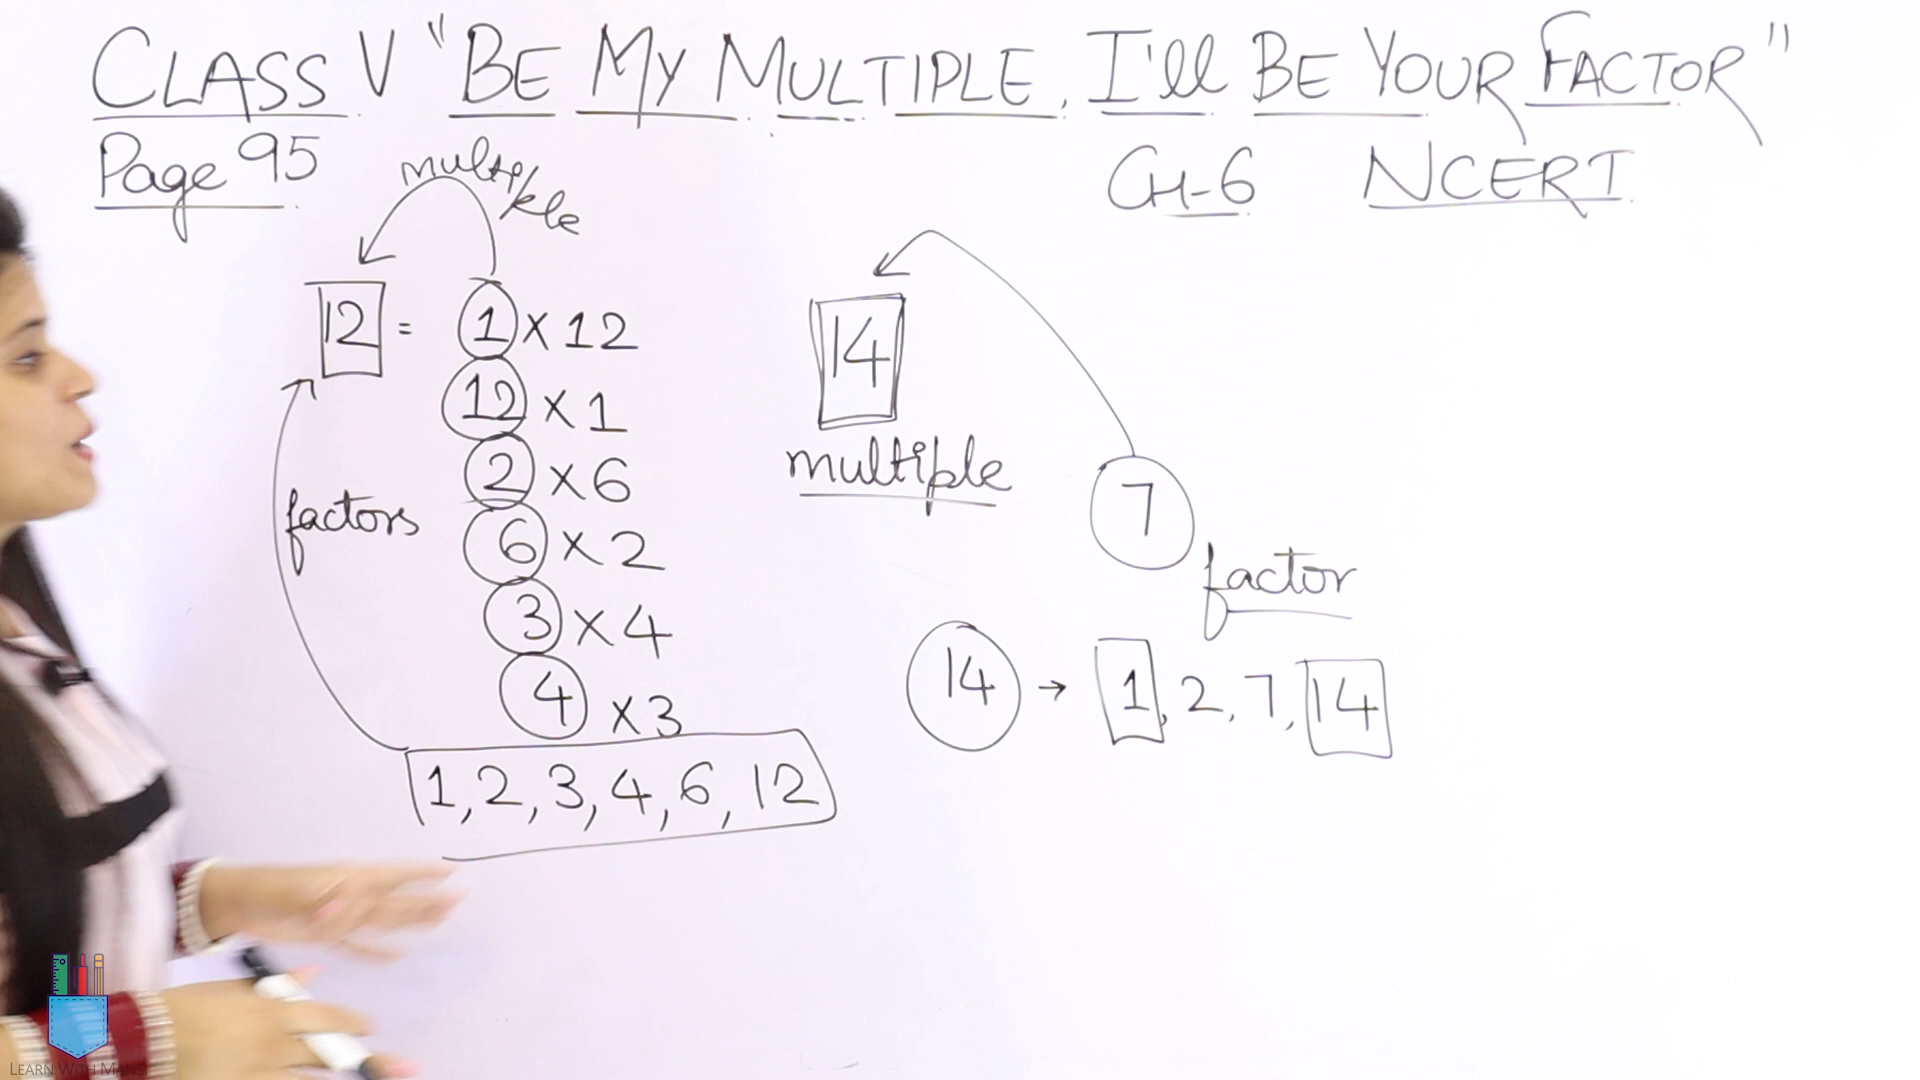 CLASS V "BE MY MULTIPLE, I'll BE YOUR FACTOR"
Page 95
CH-6 NCERT
multiple
12 = 1 x 12
12 x 1
2 x 6
6 x 2
3 x 4
4 x 3
factors
1, 2, 3, 4, 6, 12
14
multiple
7
factor
14 → 1, 2, 7, 14
LEARN WITH